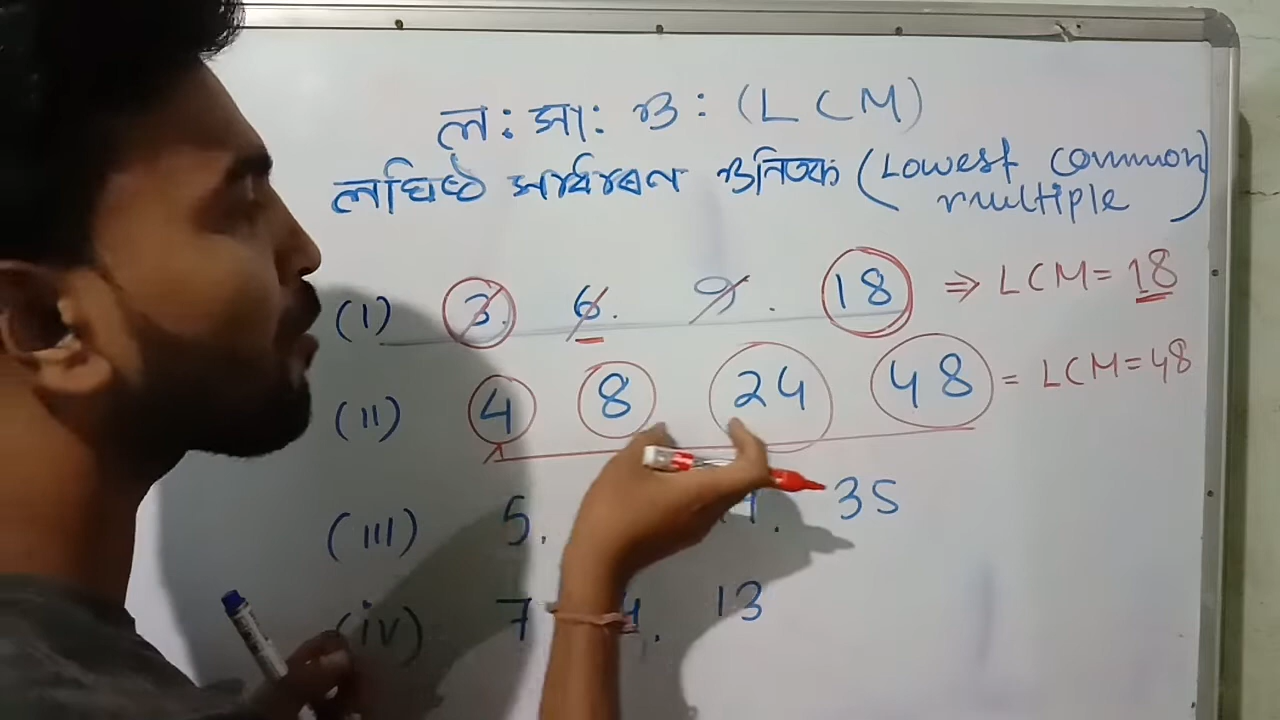 ল: সা: গু: (LCM)
লঘিষ্ঠ সাধাৰণ গুণিতক (Lowest common multiple)
(I) 3. 6. 9. 18 ⇒ LCM = 18
(II) 4 8 24 48 = LCM = 48
(III) 5. 35
(iv) 7 13